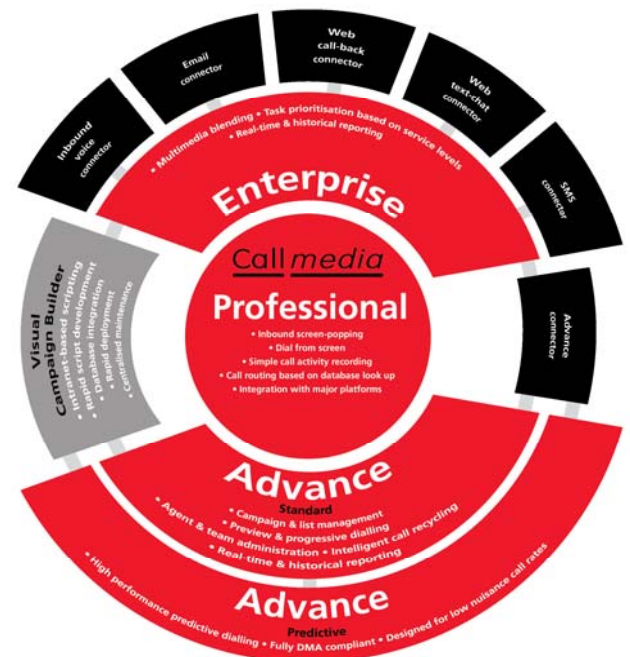 Inbound
voice
connector
Email
connector
Web
call-back
connector
Web
text-chat
connector
SMS
connector
Advance
connector
• Multimedia blending • Task prioritisation based on service levels
• Real-time & historical reporting
Enterprise
Callmedia
Professional
• Inbound screen-popping
• Dial from screen
• Simple call activity recording
• Call routing based on database look up
• Integration with major platforms
Visual
Campaign Builder
• Intranet-based scripting
• Rapid script development
• Database integration
• Rapid deployment
• Centralised maintenance
Advance
Standard
• Campaign & list management
• Preview & progressive dialling
• Agent & team administration • Intelligent call recycling
• Real-time & historical reporting
Advance
Predictive
• High performance predictive dialling • Fully DMA compliant • Designed for low nuisance call rates